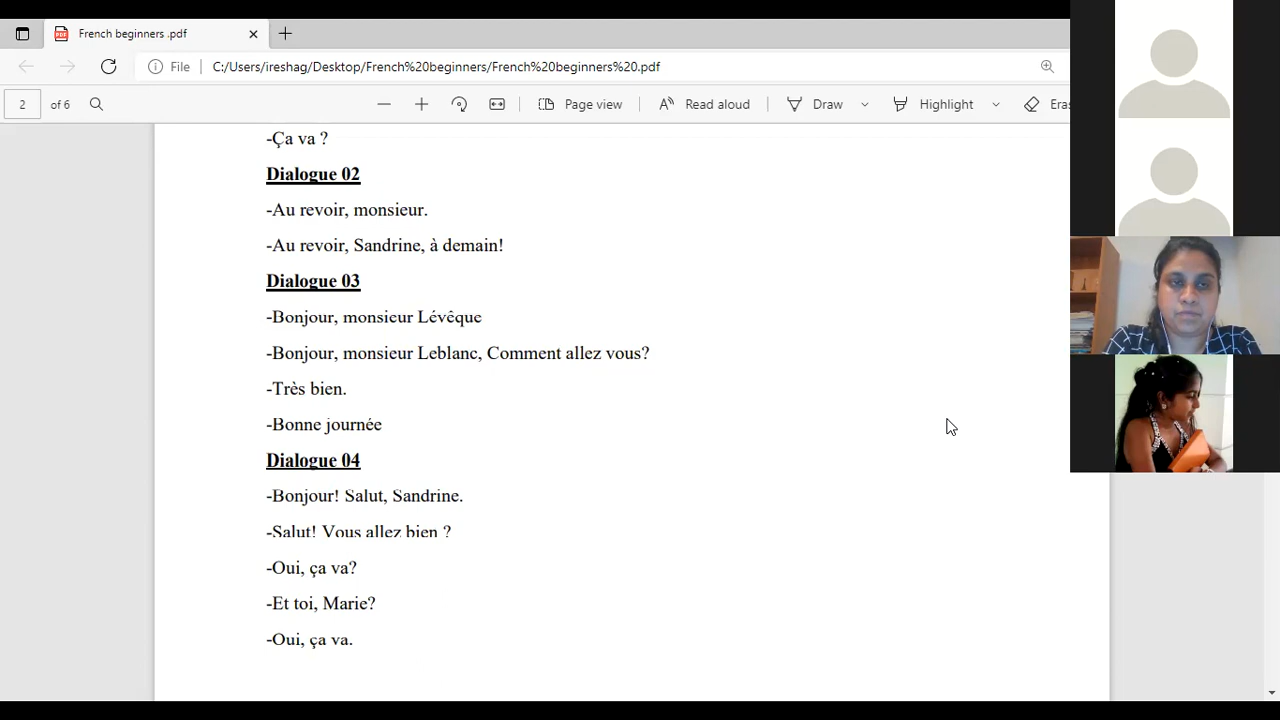 French beginners .pdf
File C:/Users/ireshag/Desktop/French%20beginners/French%20beginners%20.pdf
2 of 6 Page view Read aloud Draw Highlight Eras
-Ça va ?
Dialogue 02
-Au revoir, monsieur.
-Au revoir, Sandrine, à demain!
Dialogue 03
-Bonjour, monsieur Lévêque
-Bonjour, monsieur Leblanc, Comment allez vous?
-Très bien.
-Bonne journée
Dialogue 04
-Bonjour! Salut, Sandrine.
-Salut! Vous allez bien ?
-Oui, ça va?
-Et toi, Marie?
-Oui, ça va.